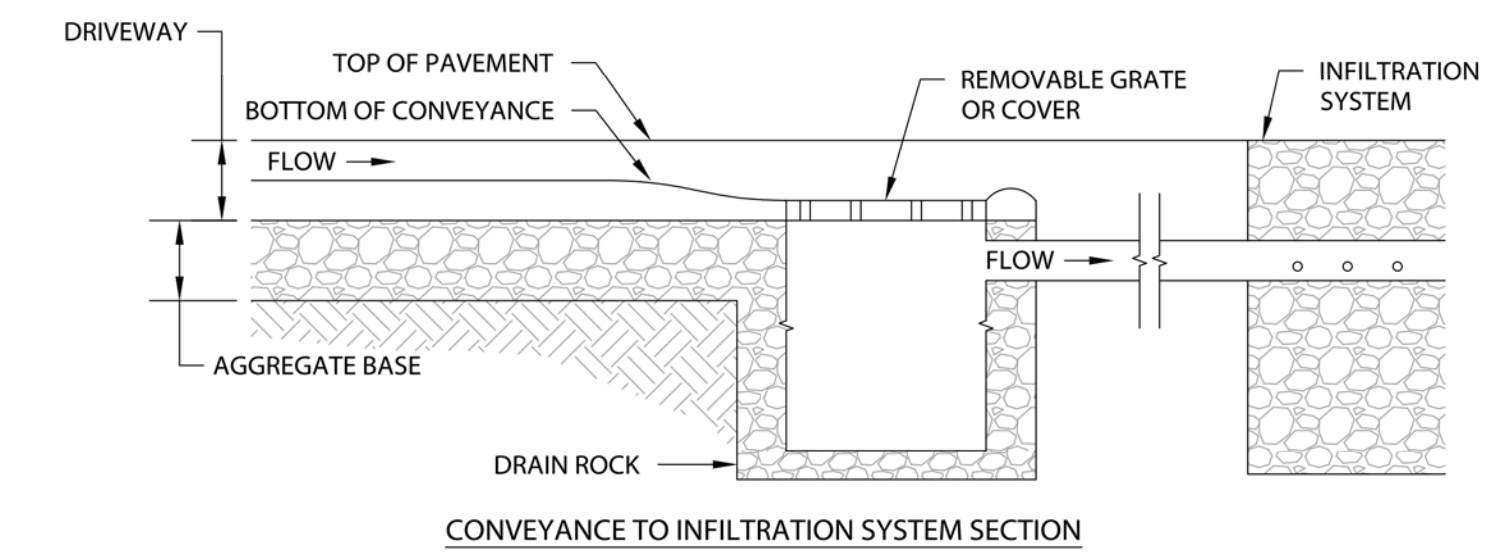 DRIVEWAY
TOP OF PAVEMENT
BOTTOM OF CONVEYANCE
REMOVABLE GRATE
OR COVER
INFILTRATION
SYSTEM
FLOW
FLOW
AGGREGATE BASE
DRAIN ROCK
CONVEYANCE TO INFILTRATION SYSTEM SECTION